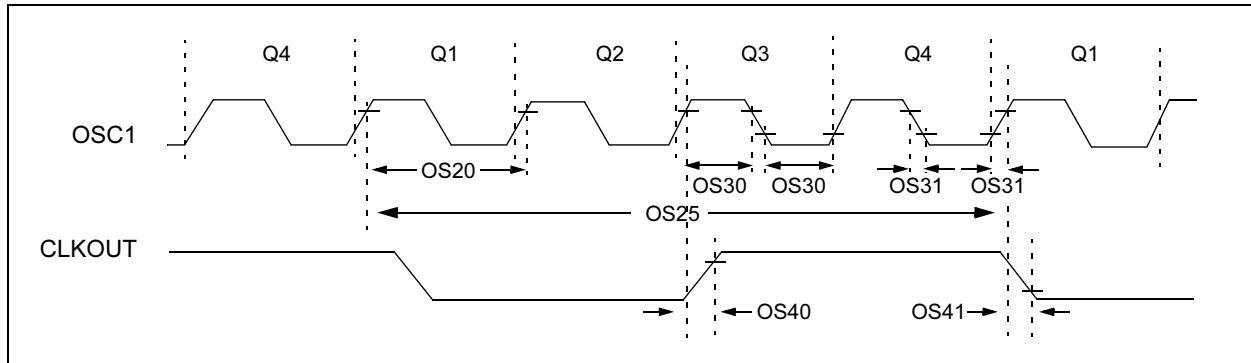 Q4 Q1 Q2 Q3 Q4 Q1
OSC1
OS20
OS30 OS30 OS31 OS31
OS25
CLKOUT
OS40 OS41